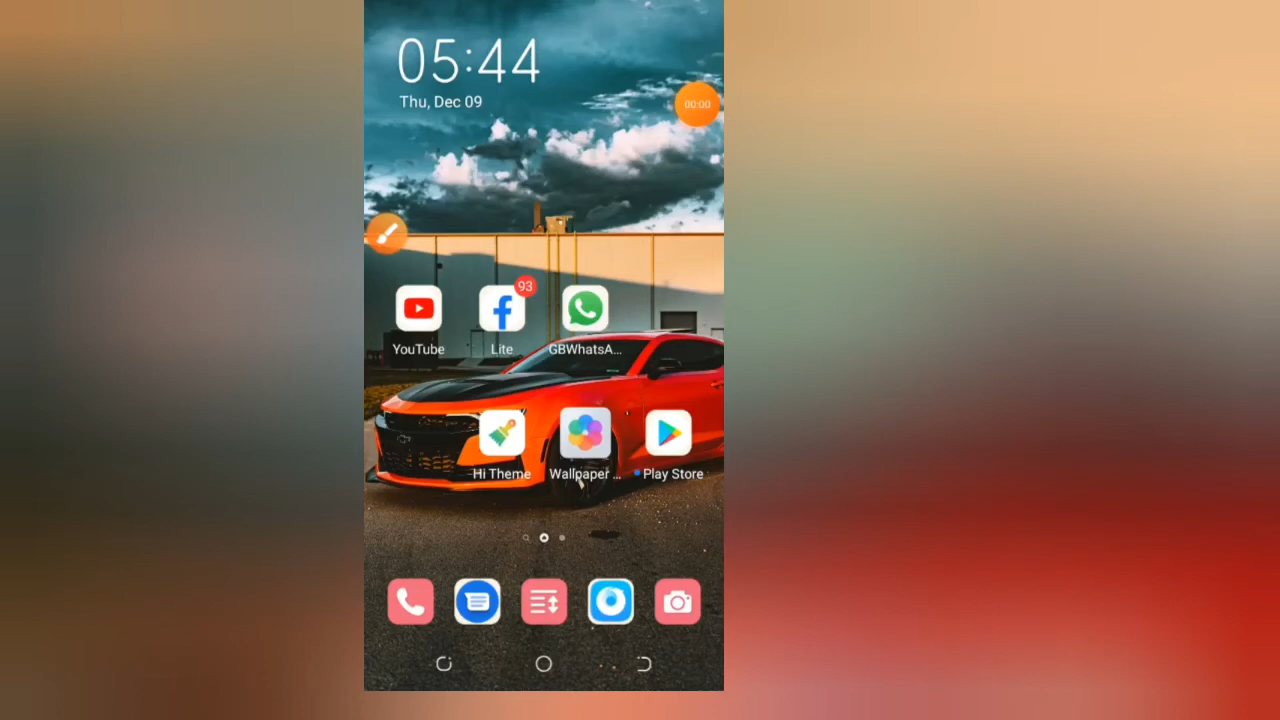 05:44
Thu, Dec 09
00:00
93
YouTube
Lite
GBWhatsA...
Hi Theme
Wallpaper ...
Play Store